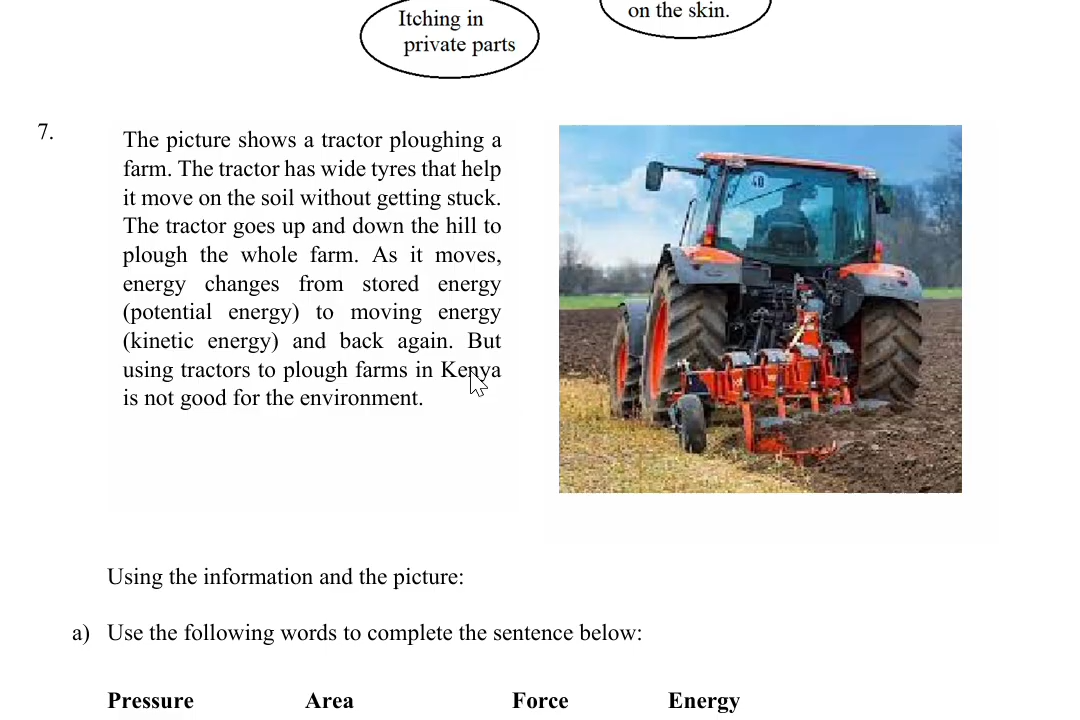 Itching in
private parts
on the skin.
7.
The picture shows a tractor ploughing a
farm. The tractor has wide tyres that help
it move on the soil without getting stuck.
The tractor goes up and down the hill to
plough the whole farm. As it moves,
energy changes from stored energy
(potential energy) to moving energy
(kinetic energy) and back again. But
using tractors to plough farms in Kenya
is not good for the environment.
40
Using the information and the picture:
a) Use the following words to complete the sentence below:
Pressure Area Force Energy